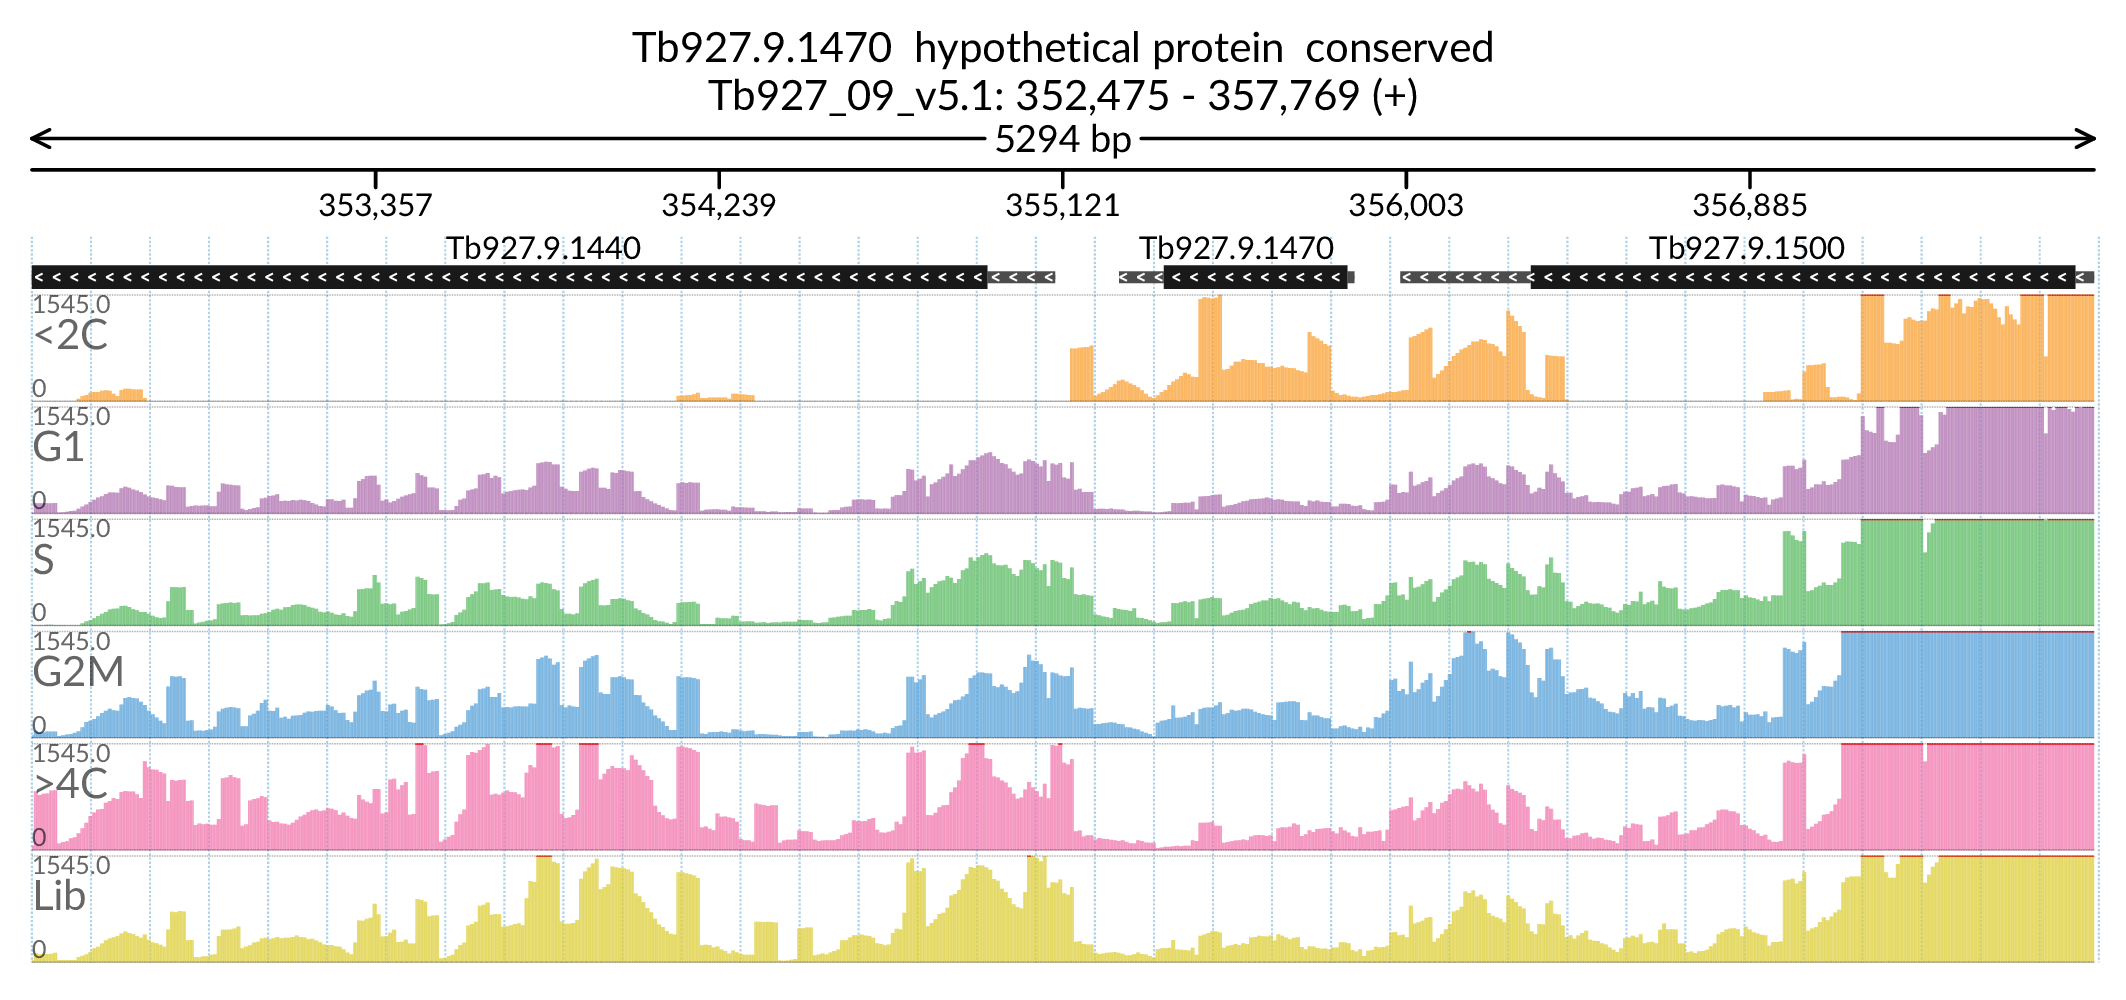 Tb927.9.1470 hypothetical protein conserved
Tb927_09_v5.1: 352,475 - 357,769 (+)
5294 bp
353,357 354,239 355,121 356,003 356,885
Tb927.9.1440 Tb927.9.1470 Tb927.9.1500
1545.0
<2C
0
1545.0
G1
0
1545.0
S
0
1545.0
G2M
0
1545.0
>4C
0
1545.0
Lib
0